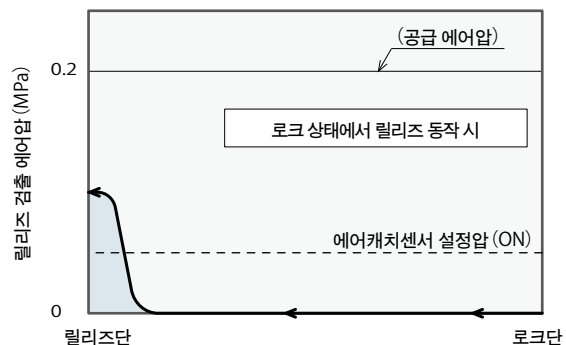 (공급 에어압)
0.2
로크 상태에서 릴리즈 동작 시
릴리즈 검출 에어압 (MPa)
에어캐치센서 설정압 (ON)
0
릴리즈단
로크단